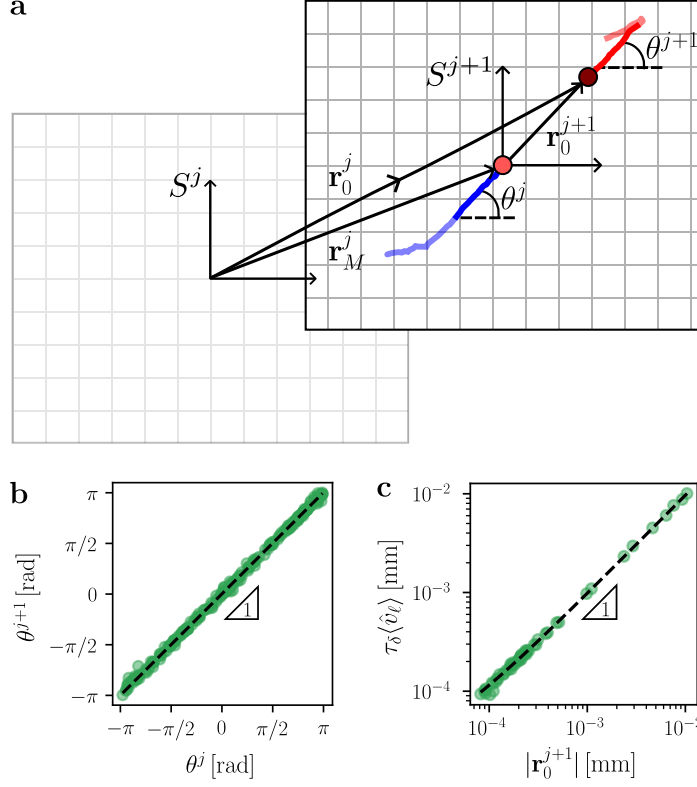 a
θ^{j+1}
S^{j+1}
r_0^{j+1}
S^j
r_0^j
θ^j
r_M^j
b
c
π
π/2
0
−π/2
−π
θ^{j+1} [rad]
−π −π/2 0 π/2 π
θ^j [rad]
1
10^{−2}
10^{−3}
10^{−4}
τ_δ⟨v̂_ℓ⟩ [mm]
1
10^{−4} 10^{−3}
|r_0^{j+1}| [mm]